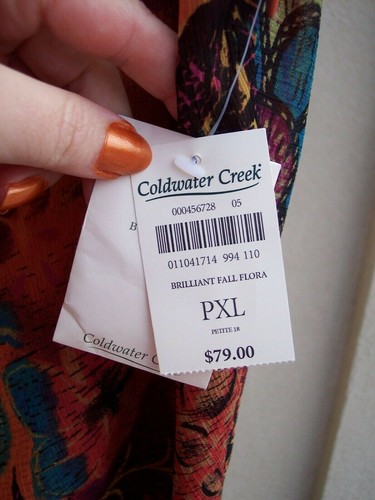 Coldwater Creek
000456728 05
011041714 994 110
BRILLIANT FALL FLORA
PXL
PETITE 18
$79.00
B
Coldwater C